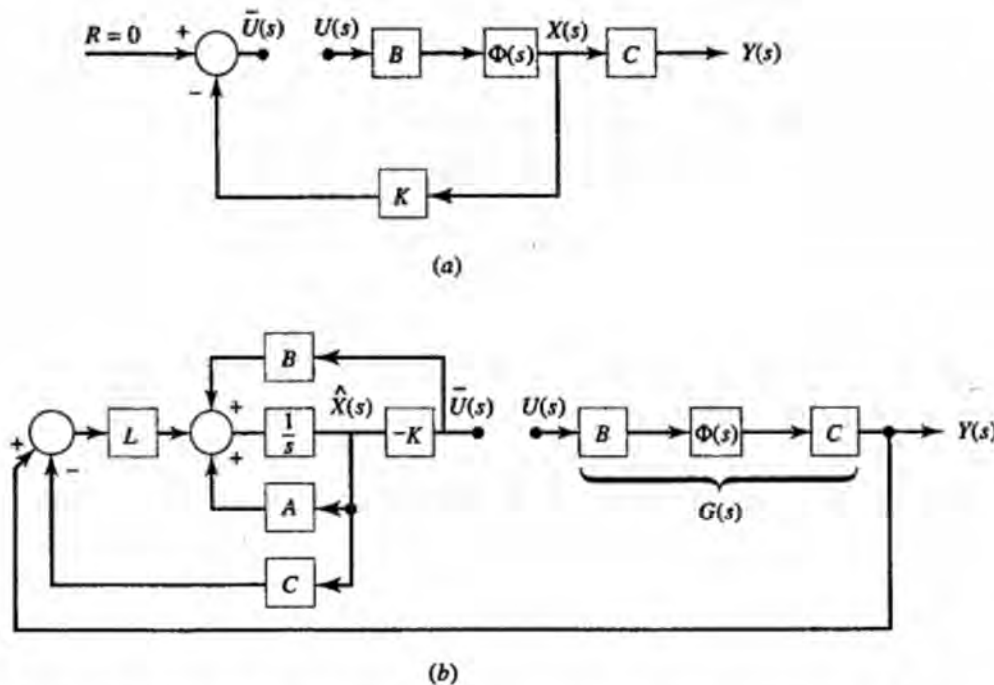 R = 0
+
−
Ū(s)
U(s)
B
Φ(s)
X(s)
C
Y(s)
K
(a)
B
+
−
L
+
+
1/s
X̂(s)
−K
Ū(s)
U(s)
B
Φ(s)
C
Y(s)
G(s)
A
C
(b)